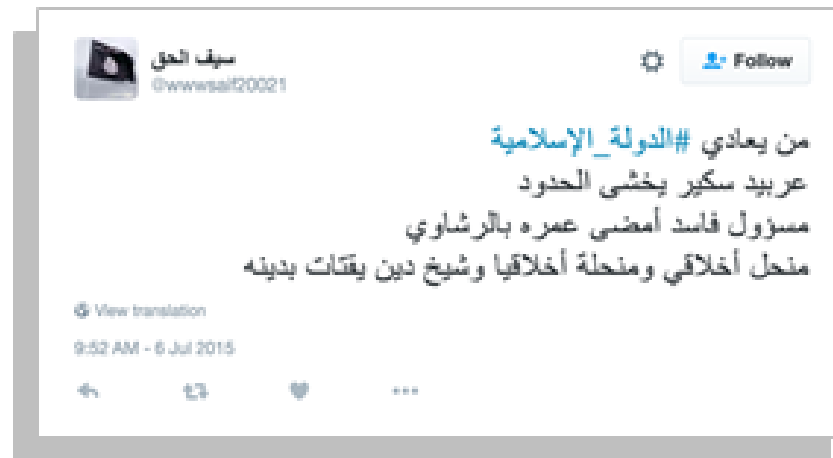 سيف الحق
@wwwsaif20021
Follow
من يعادي #الدولة_الإسلامية
عربيد سكير يخشى الحدود
مسؤول فاسد أمضى عمره بالرشاوي
منحل أخلاقي ومنحلة أخلاقيا وشيخ دين يقتات بدينه
View translation
9:52 AM - 6 Jul 2015